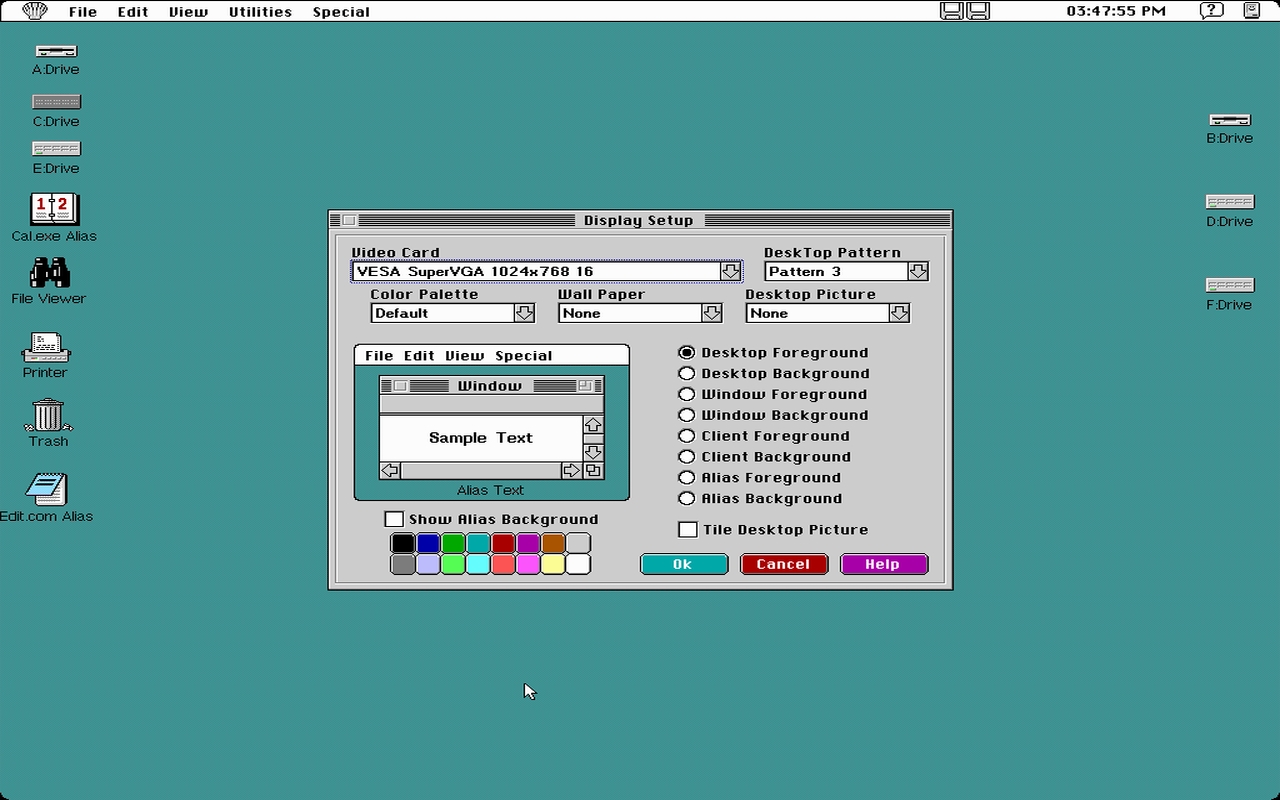 File Edit View Utilities Special 03:47:55 PM ?
A:Drive
C:Drive
E:Drive
1 2
Cal.exe Alias
File Viewer
Printer
Trash
Edit.com Alias
B:Drive
D:Drive
F:Drive
Display Setup
Video Card DeskTop Pattern
VESA SuperVGA 1024x768 16 Pattern 3
Color Palette Wall Paper Desktop Picture
Default None None
File Edit View Special
Window
Sample Text
Alias Text
Show Alias Background
Desktop Foreground
Desktop Background
Window Foreground
Window Background
Client Foreground
Client Background
Alias Foreground
Alias Background
Tile Desktop Picture
Ok Cancel Help